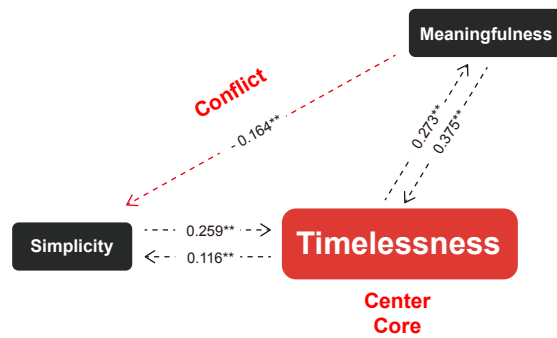 Meaningfulness
Conflict
- 0.164**
0.273**
0.375**
Simplicity
0.259**
0.116**
Timelessness
Center
Core